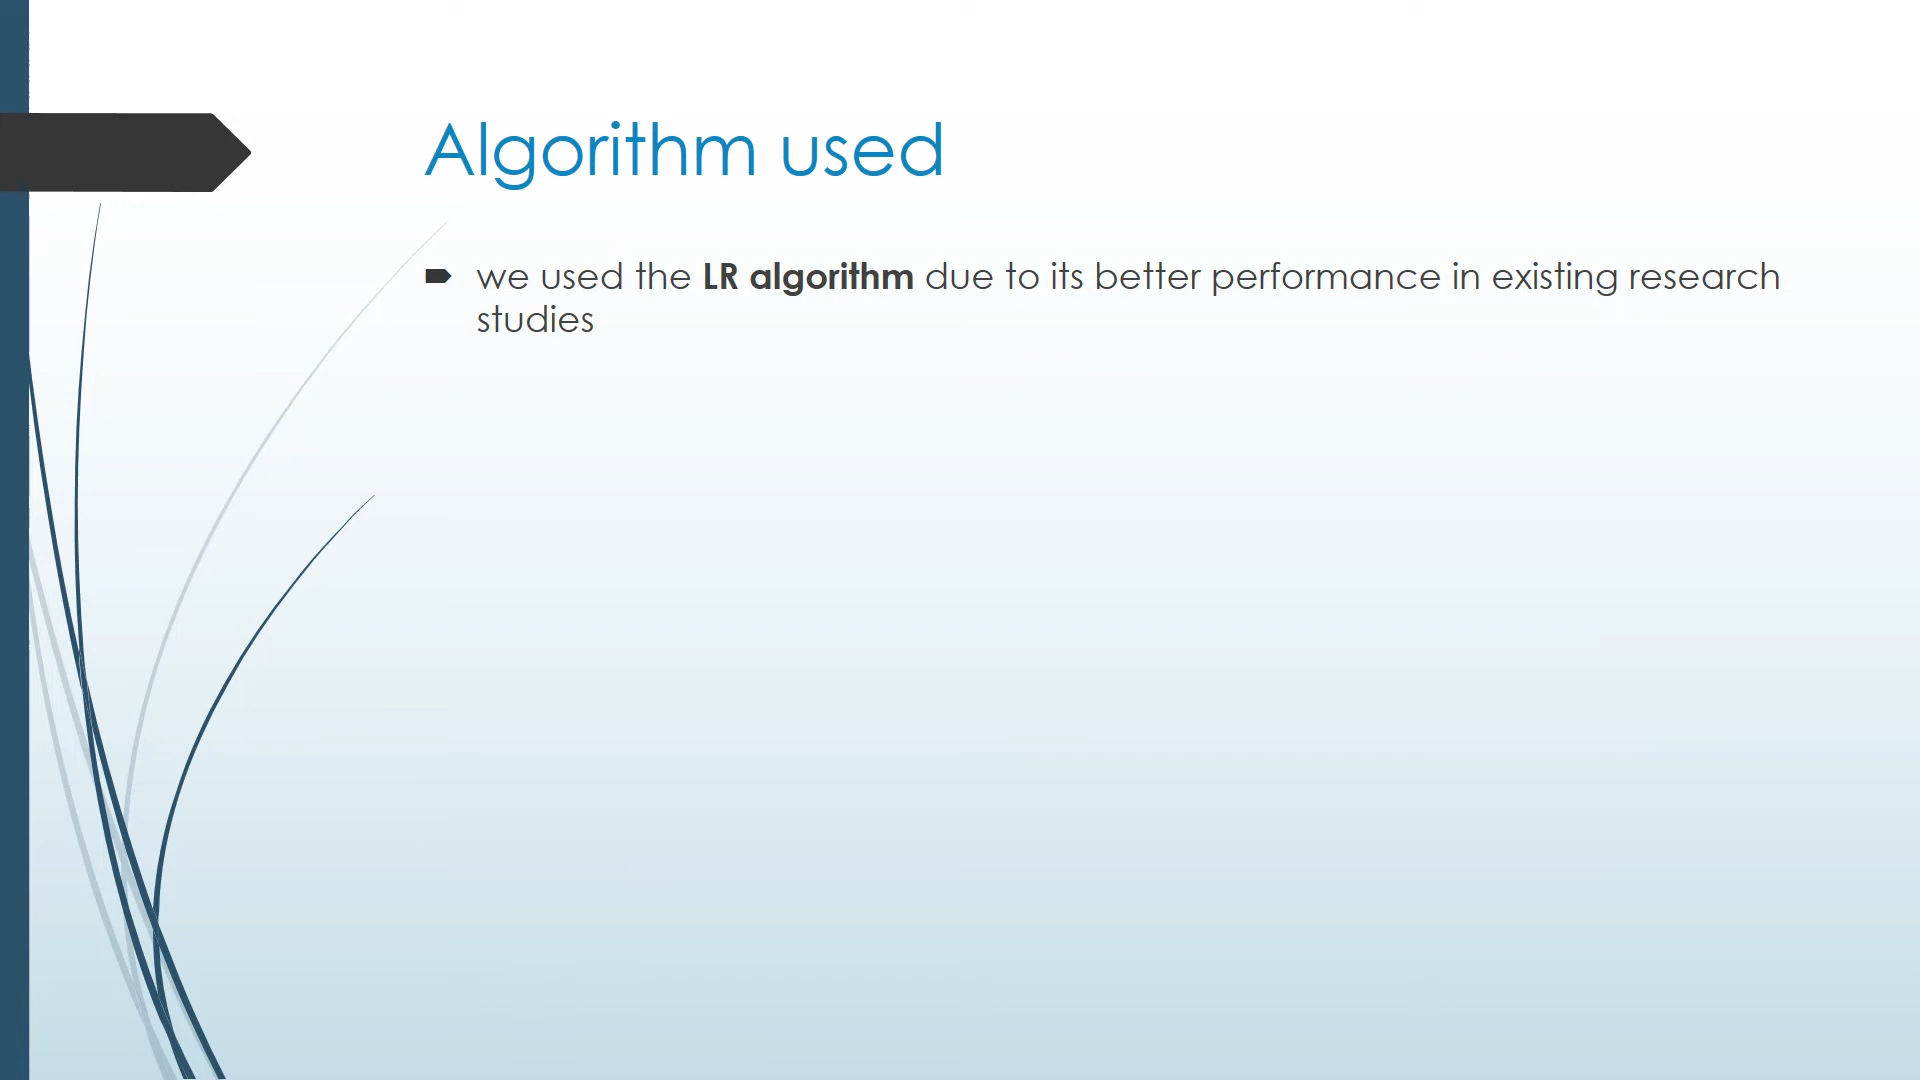 Algorithm used
we used the LR algorithm due to its better performance in existing research
studies